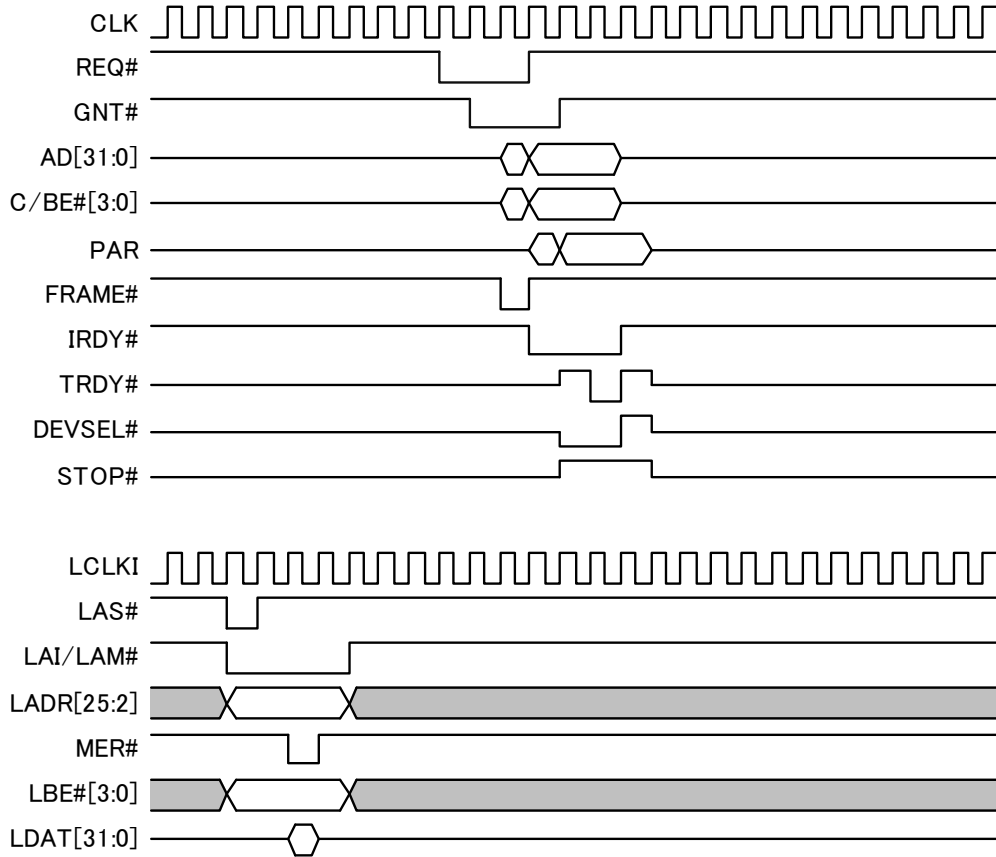 CLK
REQ#
GNT#
AD[31:0]
C/BE#[3:0]
PAR
FRAME#
IRDY#
TRDY#
DEVSEL#
STOP#
LCLKI
LAS#
LAI/LAM#
LADR[25:2]
MER#
LBE#[3:0]
LDAT[31:0]